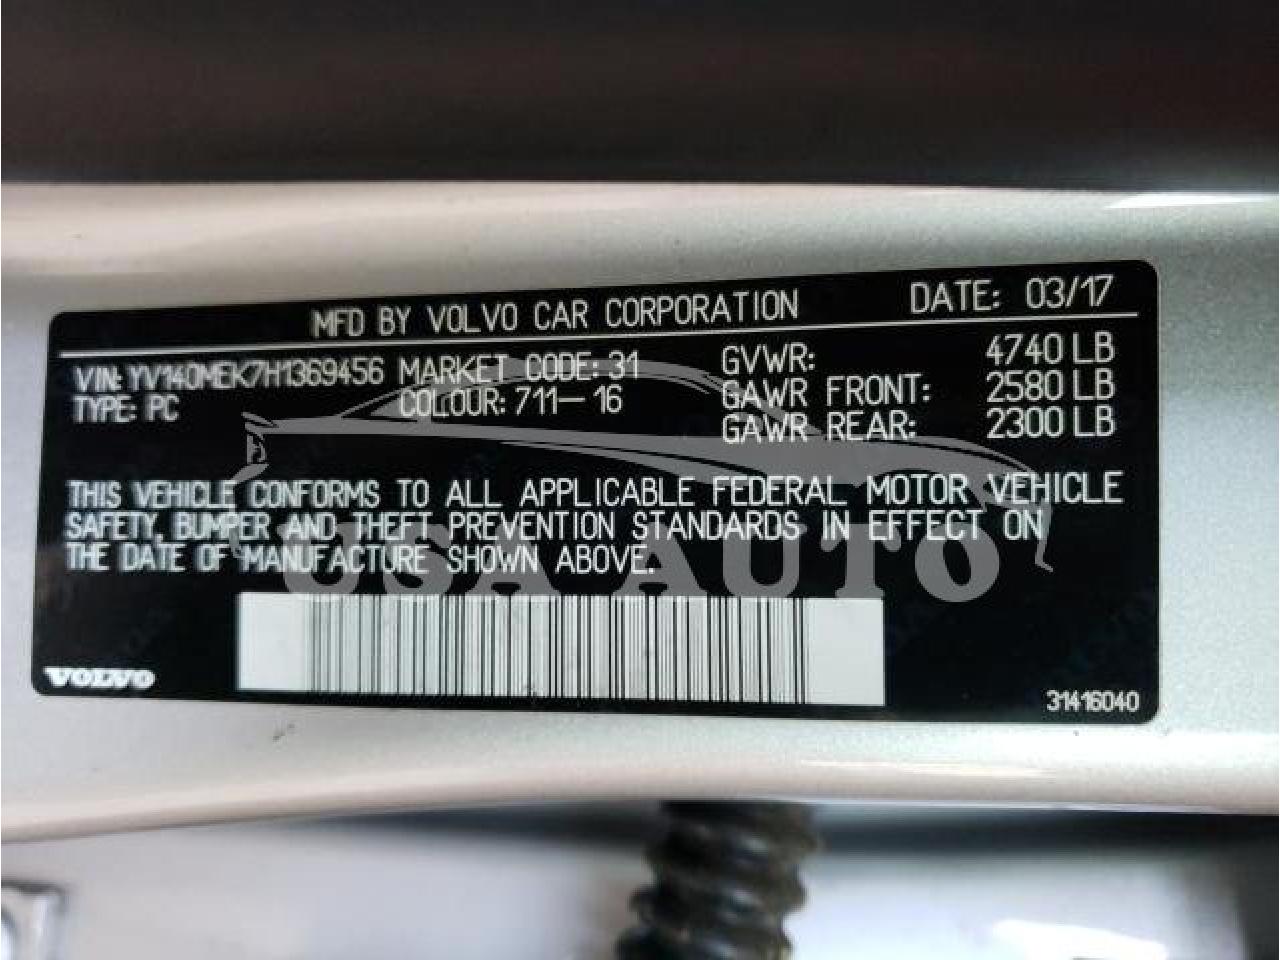 MFD BY VOLVO CAR CORPORATION DATE: 03/17
VIN: YV140MEK7H1369456 MARKET CODE: 31 GVWR: 4740 LB
TYPE: PC COLOUR: 711-16 GAWR FRONT: 2580 LB
GAWR REAR: 2300 LB
THIS VEHICLE CONFORMS TO ALL APPLICABLE FEDERAL MOTOR VEHICLE
SAFETY, BUMPER AND THEFT PREVENTION STANDARDS IN EFFECT ON
THE DATE OF MANUFACTURE SHOWN ABOVE.
USA AUTO
VOLVO
31416040